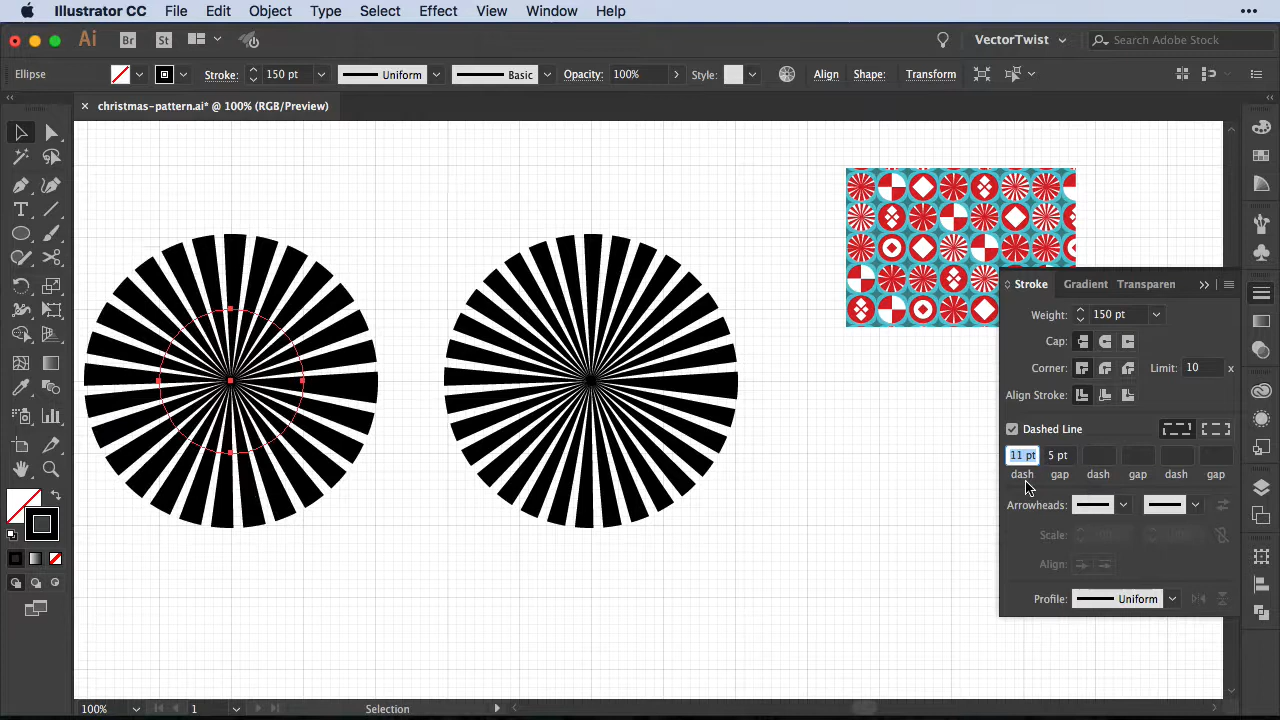 Illustrator CC File Edit Object Type Select Effect View Window Help
Ai Br St VectorTwist Search Adobe Stock
Ellipse Stroke: 150 pt Uniform Basic Opacity: 100% Style: Align Shape: Transform
× christmas-pattern.ai* @ 100% (RGB/Preview)
Stroke Gradient Transparen
Weight: 150 pt
Cap:
Corner: Limit: 10 x
Align Stroke:
Dashed Line
11 pt 5 pt
dash gap dash gap dash gap
Arrowheads:
Scale:
Align:
Profile: Uniform
100% 1 Selection